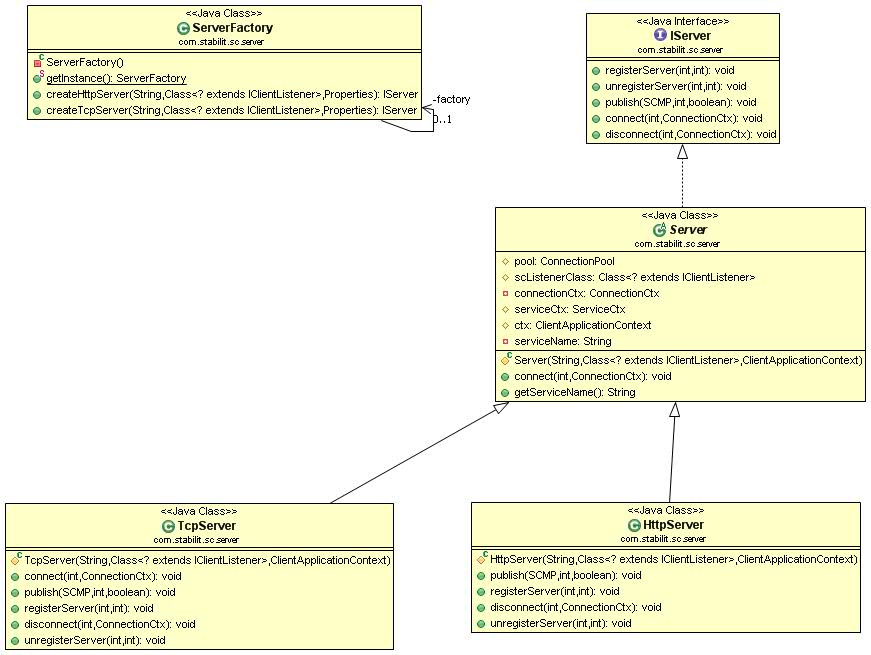 <<Java Class>>
ServerFactory
com.stabilit.sc.server
ServerFactory()
getInstance(): ServerFactory
createHttpServer(String,Class<? extends IClientListener>,Properties): IServer
createTcpServer(String,Class<? extends IClientListener>,Properties): IServer
-factory
0..1
<<Java Interface>>
IServer
com.stabilit.sc.server
registerServer(int,int): void
unregisterServer(int,int): void
publish(SCMP,int,boolean): void
connect(int,ConnectionCtx): void
disconnect(int,ConnectionCtx): void
<<Java Class>>
Server
com.stabilit.sc.server
pool: ConnectionPool
scListenerClass: Class<? extends IClientListener>
connectionCtx: ConnectionCtx
serviceCtx: ServiceCtx
ctx: ClientApplicationContext
serviceName: String
Server(String,Class<? extends IClientListener>,ClientApplicationContext)
connect(int,ConnectionCtx): void
getServiceName(): String
<<Java Class>>
TcpServer
com.stabilit.sc.server
TcpServer(String,Class<? extends IClientListener>,ClientApplicationContext)
connect(int,ConnectionCtx): void
publish(SCMP,int,boolean): void
registerServer(int,int): void
disconnect(int,ConnectionCtx): void
unregisterServer(int,int): void
<<Java Class>>
HttpServer
com.stabilit.sc.server
HttpServer(String,Class<? extends IClientListener>,ClientApplicationContext)
publish(SCMP,int,boolean): void
registerServer(int,int): void
disconnect(int,ConnectionCtx): void
unregisterServer(int,int): void